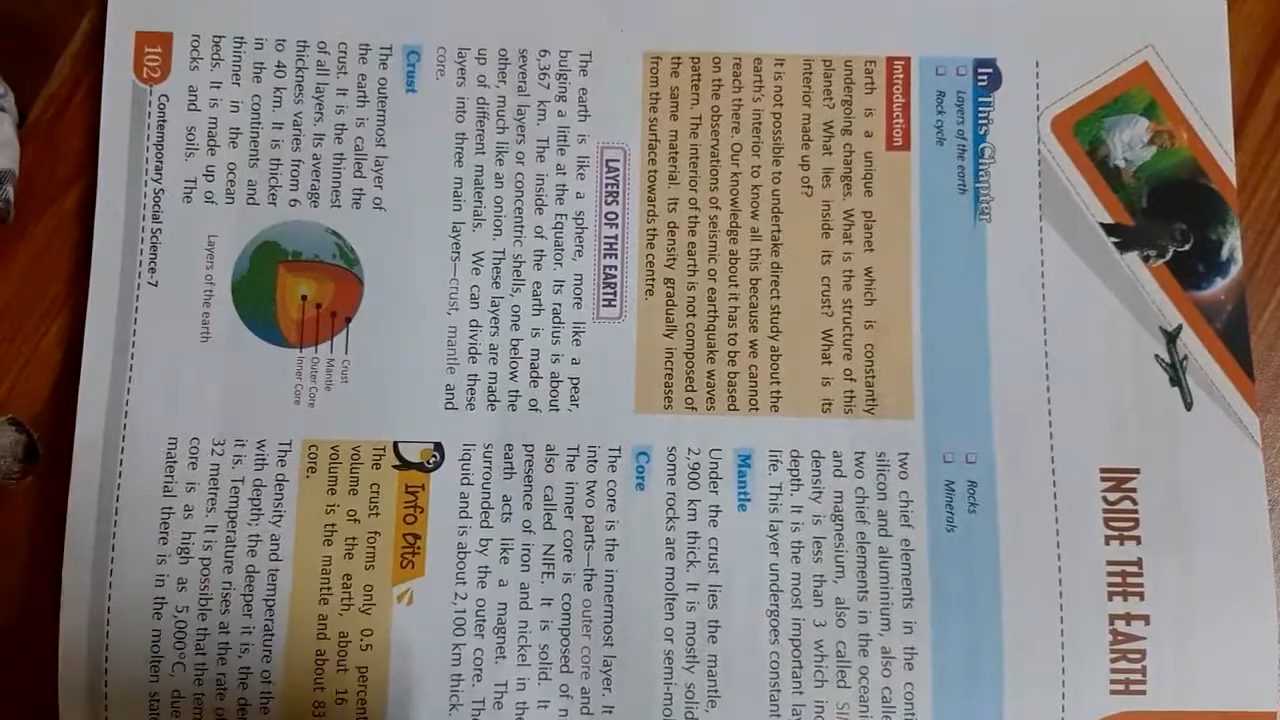 INSIDE THE EARTH
In This Chapter
❑ Layers of the earth
❑ Rock cycle
❑ Rocks
❑ Minerals
Introduction
Earth is a unique planet which is constantly
undergoing changes. What is the structure of this
planet? What lies inside its crust? What is its
interior made up of?
It is not possible to undertake direct study about the
earth's interior to know all this because we cannot
reach there. Our knowledge about it has to be based
on the observations of seismic or earthquake waves
pattern. The interior of the earth is not composed of
the same material. Its density gradually increases
from the surface towards the centre.
LAYERS OF THE EARTH
The earth is like a sphere, more like a pear,
bulging a little at the Equator. Its radius is about
6,367 km. The inside of the earth is made of
several layers or concentric shells, one below the
other, much like an onion. These layers are made
up of different materials. We can divide these
layers into three main layers—crust, mantle and
core.
Crust
The outermost layer of
the earth is called the
crust. It is the thinnest
of all layers. Its average
thickness varies from 6
to 40 km. It is thicker
in the continents and
thinner in the ocean
beds. It is made up of
rocks and soils. The
Crust
Mantle
Outer Core
Inner Core
Layers of the earth
two chief elements in the
silicon and aluminium, also
two chief elements in the
and magnesium, also called
density is less than 3 which
depth. It is the most important
life. This layer undergoes constant
Mantle
Under the crust lies the mantle,
2,900 km thick. It is mostly solid
some rocks are molten or
Core
The core is the innermost layer. It
into two parts—the outer core and
The inner core is composed of
also called NIFE. It is solid. It
presence of iron and nickel in
earth acts like a magnet. The
surrounded by the outer core.
liquid and is about 2,100 km thick.
Info bits
The crust forms only 0.5 percent
volume of the earth, about 16
volume is the mantle and about 83
core.
The density and temperature of the
with depth; the deeper it is, the
it is. Temperature rises at the rate
32 metres. It is possible that the
core is as high as 5,000°C, due
material there is in the molten
102 Contemporary Social Science-7